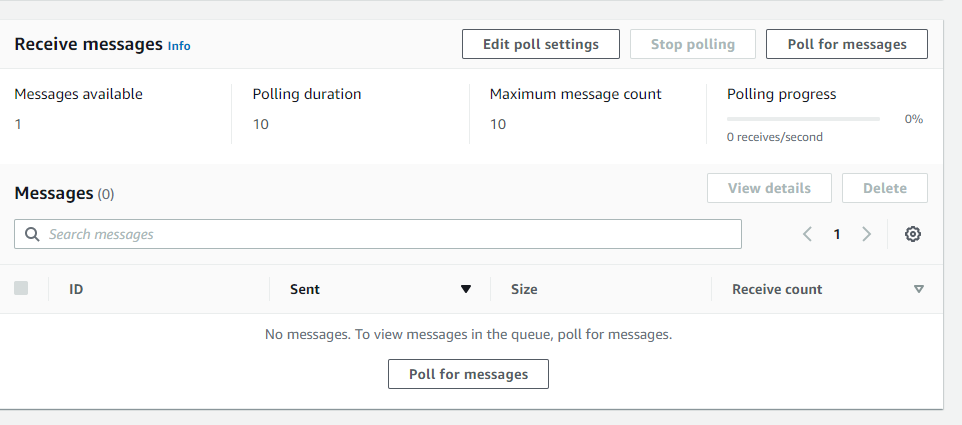 Receive messages Info Edit poll settings Stop polling Poll for messages
Messages available Polling duration Maximum message count Polling progress
1 10 10 0%
0 receives/second
Messages (0) View details Delete
Search messages 1
ID Sent Size Receive count
No messages. To view messages in the queue, poll for messages.
Poll for messages